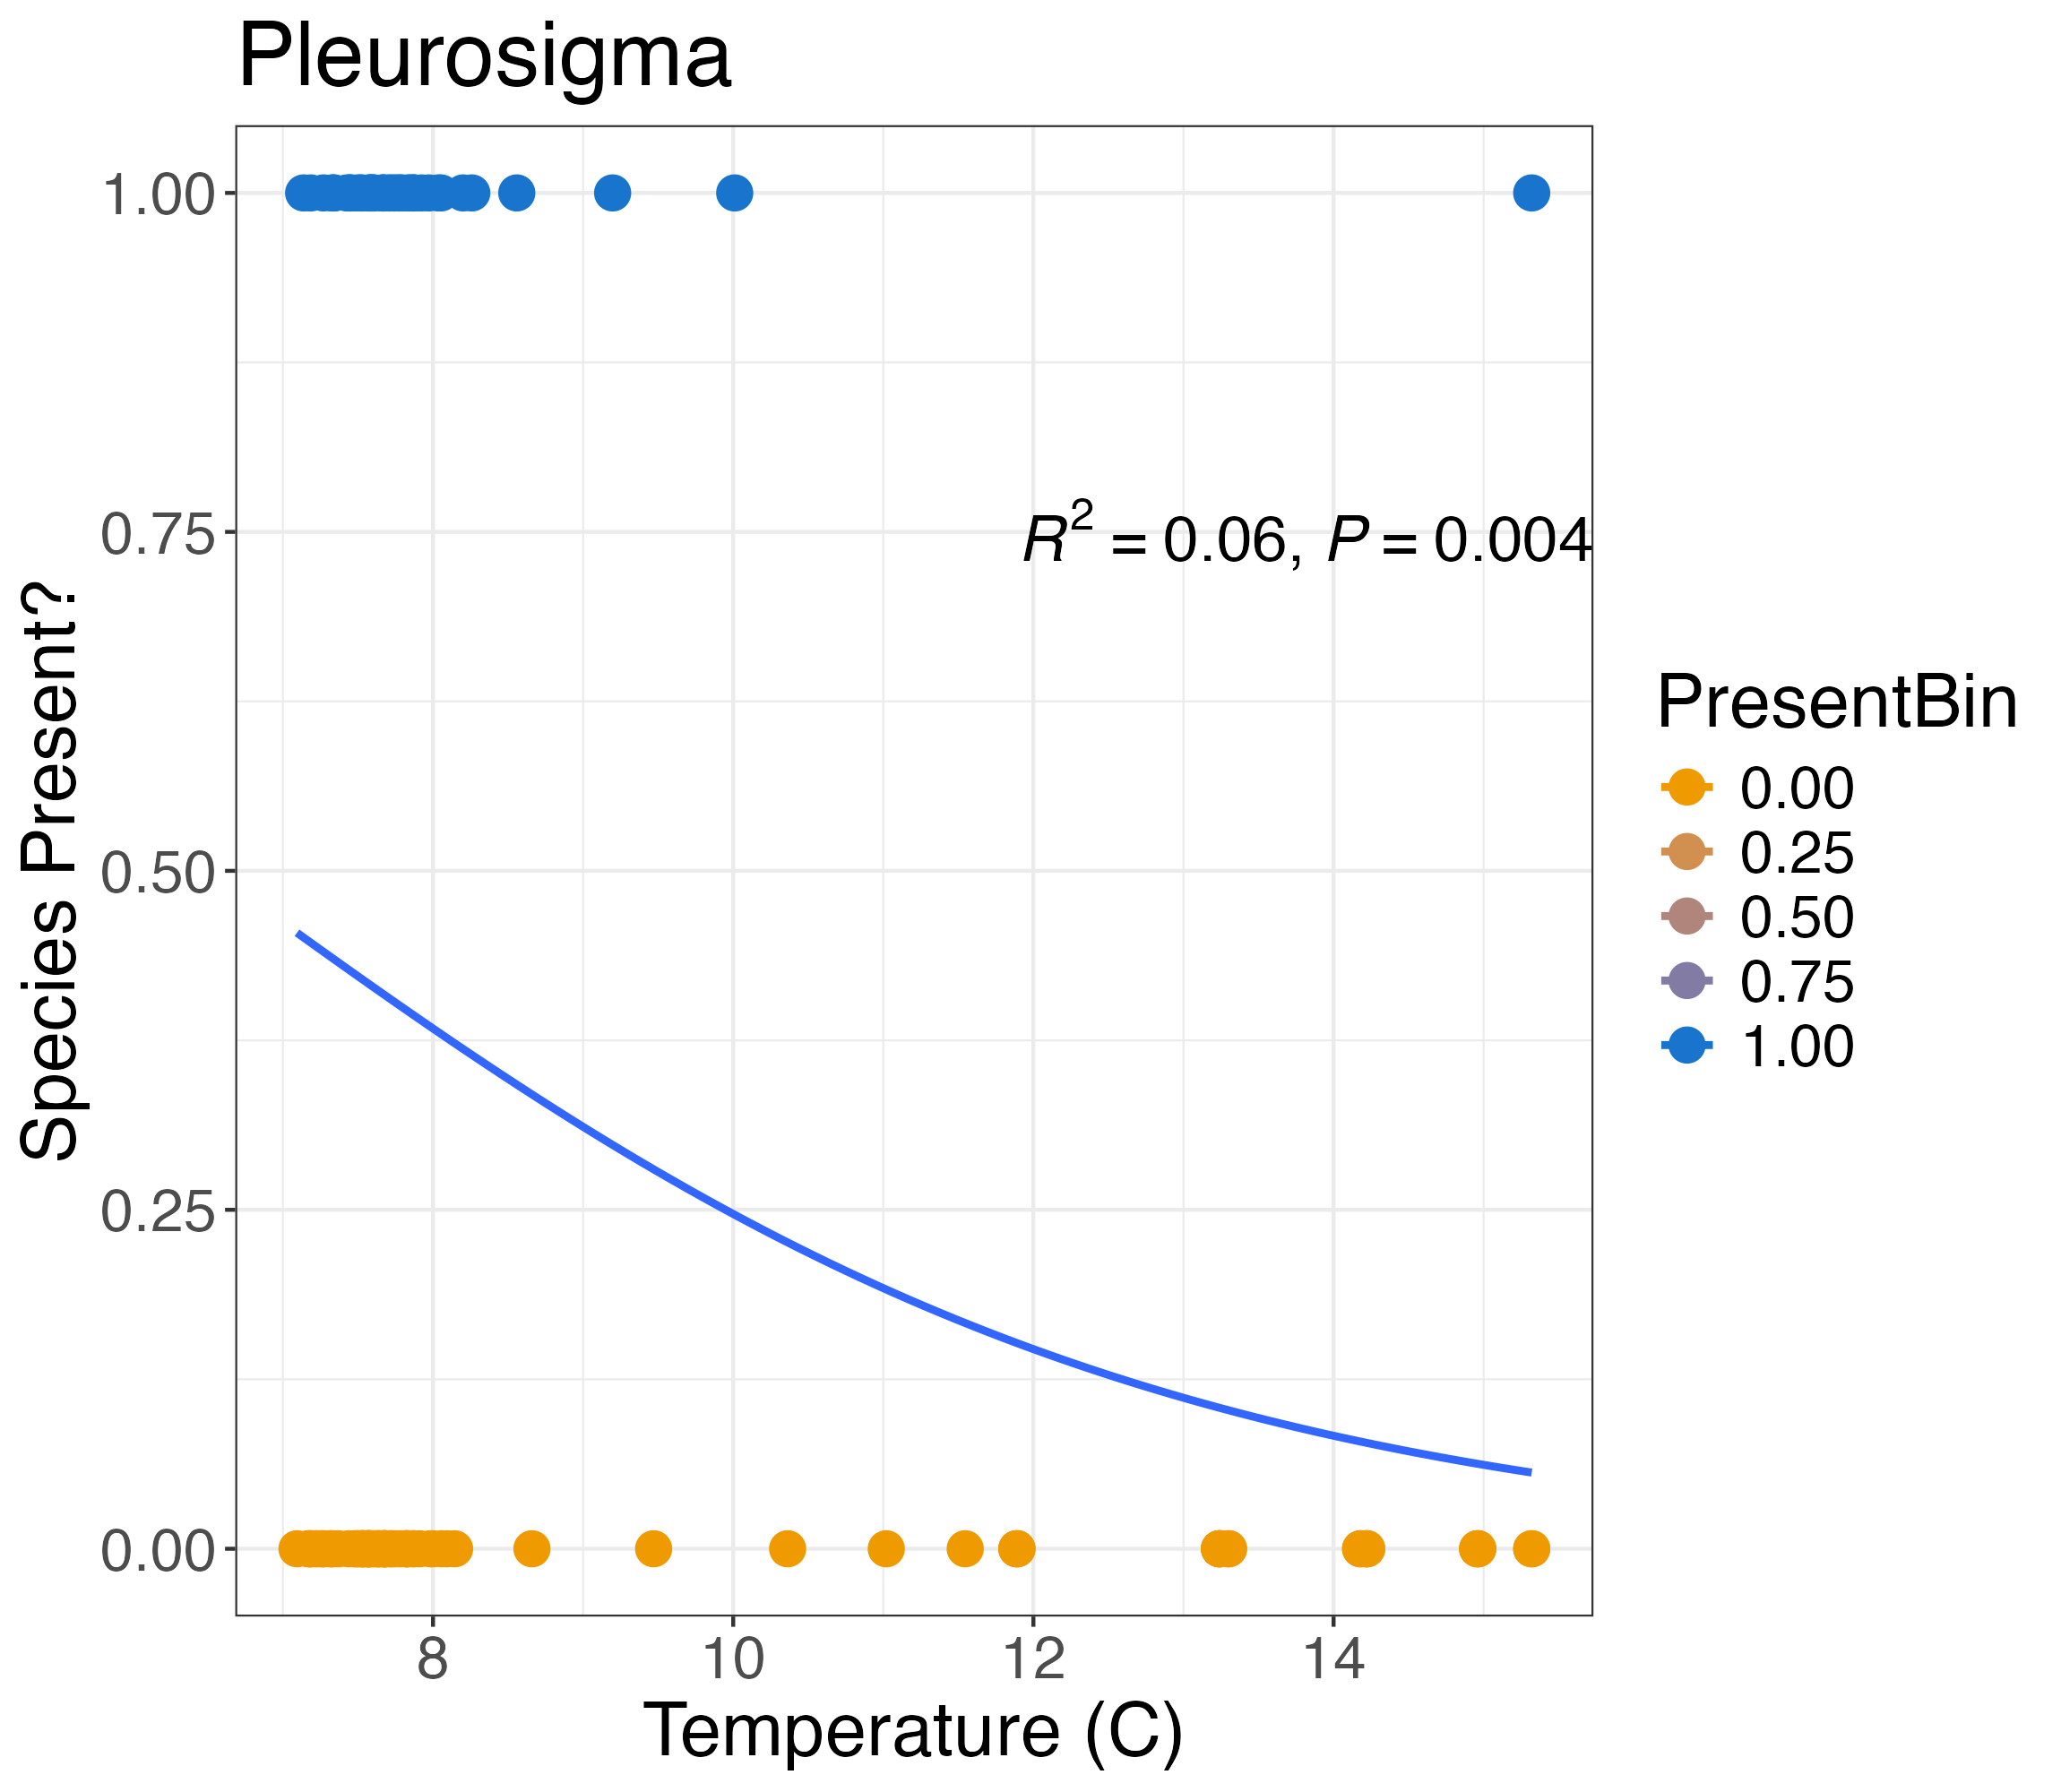 Pleurosigma
1.00
0.75
0.50
0.25
0.00
Species Present?
R² = 0.06, P = 0.004
8 10 12 14
Temperature (C)
PresentBin
0.00
0.25
0.50
0.75
1.00